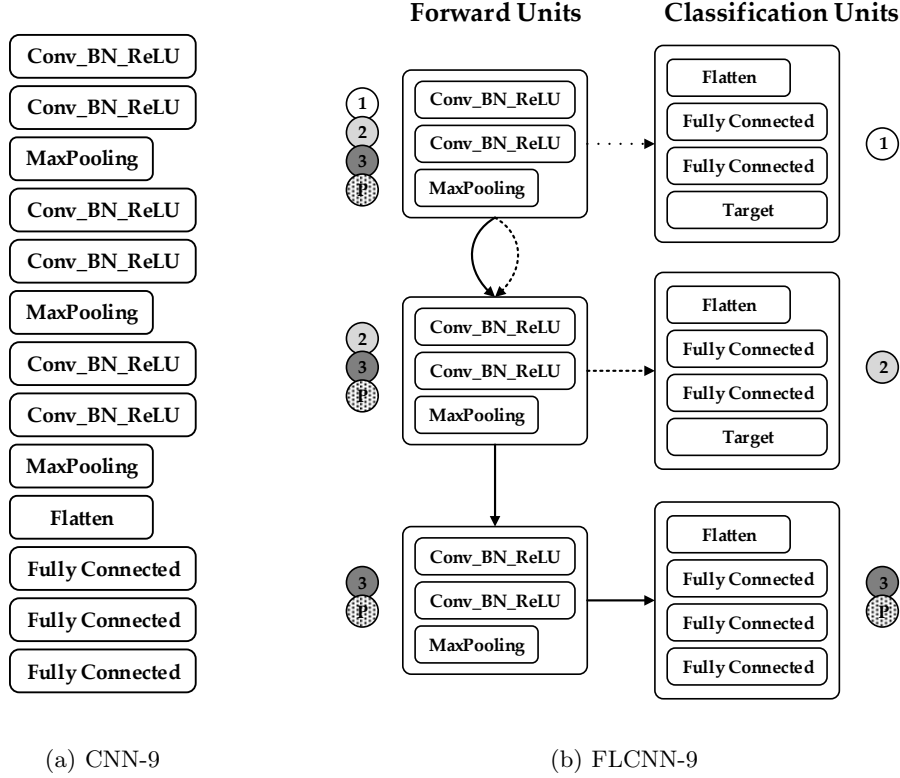 Conv_BN_ReLU
Conv_BN_ReLU
MaxPooling
Conv_BN_ReLU
Conv_BN_ReLU
MaxPooling
Conv_BN_ReLU
Conv_BN_ReLU
MaxPooling
Flatten
Fully Connected
Fully Connected
Fully Connected
(a) CNN-9
Forward Units
Classification Units
1
2
3
P
Conv_BN_ReLU
Conv_BN_ReLU
MaxPooling
Flatten
Fully Connected
Fully Connected
Target
1
2
3
P
Conv_BN_ReLU
Conv_BN_ReLU
MaxPooling
Flatten
Fully Connected
Fully Connected
Target
2
3
P
Conv_BN_ReLU
Conv_BN_ReLU
MaxPooling
Flatten
Fully Connected
Fully Connected
Fully Connected
3
P
(b) FLCNN-9